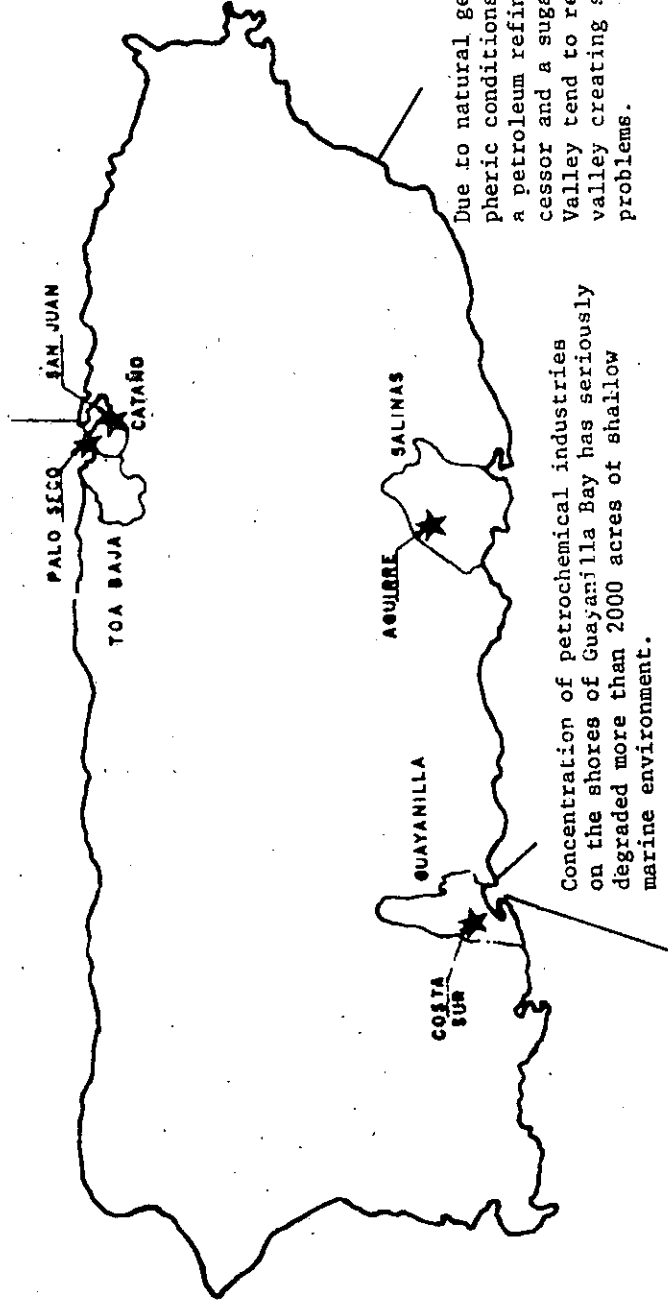 PALO SECO
SAN JUAN
CATAÑO
TOA BAJA
AGUIRRE
SALINAS
GUAYANILLA
COSTA
SUR
Concentration of petrochemical industries
on the shores of Guayanilla Bay has seriously
degraded more than 2000 acres of shallow
marine environment.
Due to natural ge
pheric conditions
a petroleum refin
cessor and a suga
Valley tend to re
valley creating s
problems.